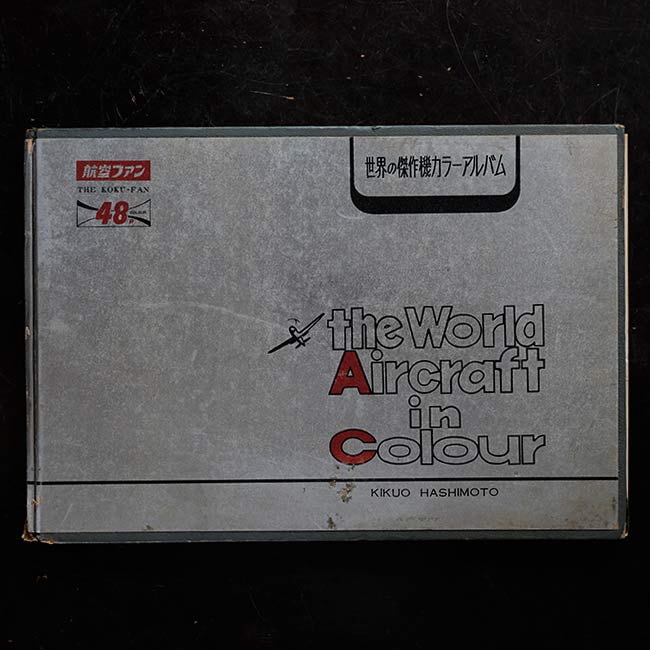 航空ファン
THE KOKU-FAN
48 COLOUR
P
世界の傑作機カラーアルバム
the World
Aircraft
in
Colour
KIKUO HASHIMOTO